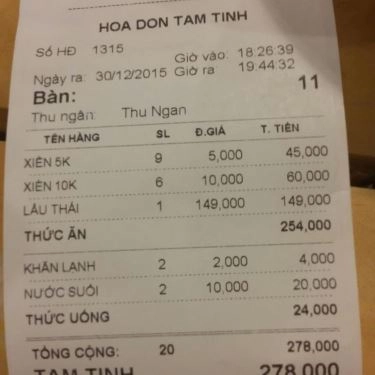 HOA DON TAM TINH
Số HĐ 1315 Giờ vào: 18:26:39
Ngày ra: 30/12/2015 Giờ ra 19:44:32
Bàn: 11
Thu ngân: Thu Ngan
TÊN HÀNG SL Đ.GIÁ T. TIÊN
XIÊN 5K 9 5,000 45,000
XIÊN 10K 6 10,000 60,000
LẨU THÁI 1 149,000 149,000
THỨC ĂN 254,000
KHĂN LẠNH 2 2,000 4,000
NƯỚC SUỐI 2 10,000 20,000
THỨC UỐNG 24,000
TỔNG CỘNG: 20 278,000
TAM TINH 278,000